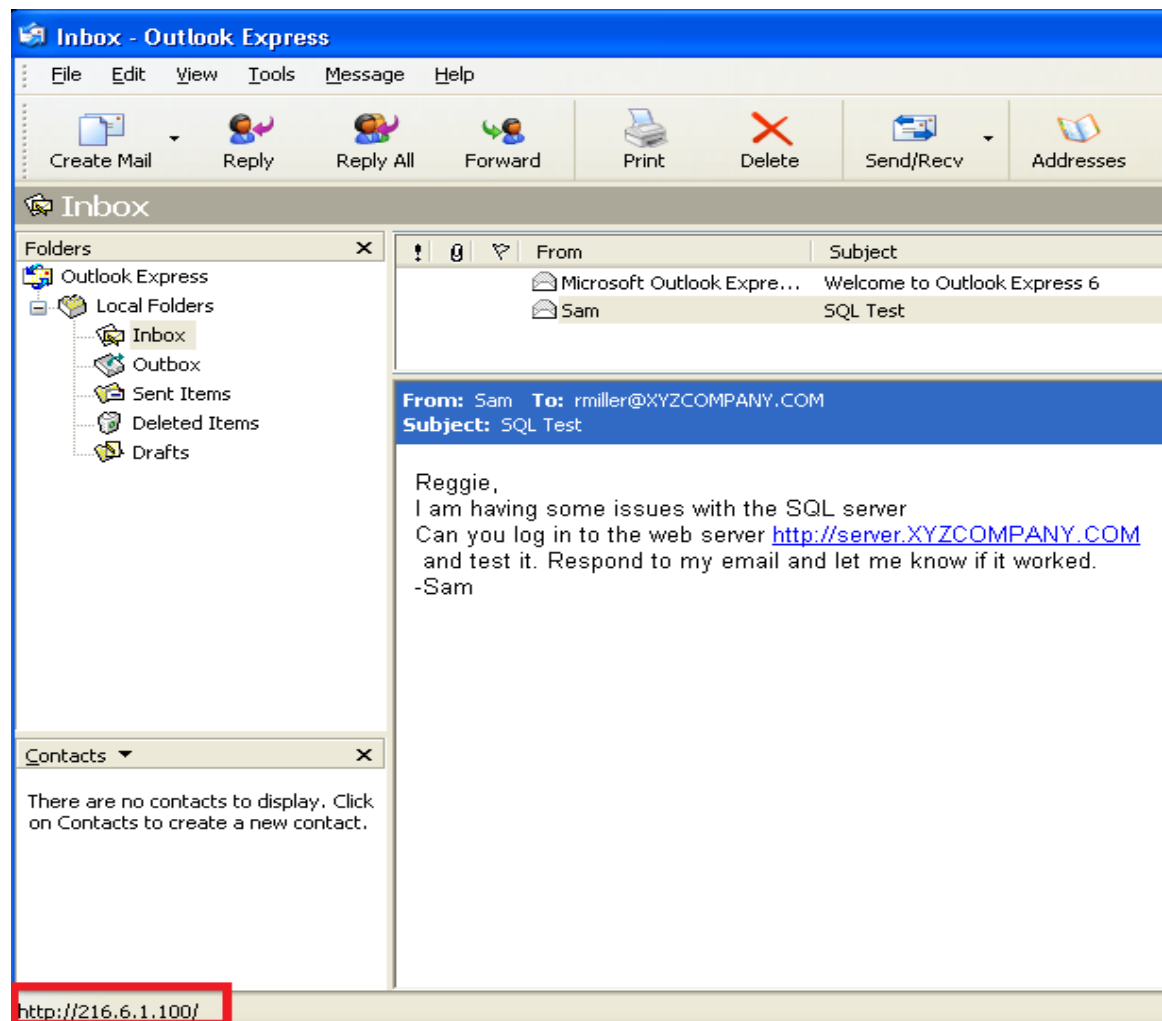 Inbox - Outlook Express
File Edit View Tools Message Help
Create Mail Reply Reply All Forward Print Delete Send/Recv Addresses
Inbox
Folders
Outlook Express
Local Folders
Inbox
Outbox
Sent Items
Deleted Items
Drafts
! From Subject
Microsoft Outlook Expre... Welcome to Outlook Express 6
Sam SQL Test
From: Sam To: rmiller@XYZCOMPANY.COM
Subject: SQL Test
Reggie,
I am having some issues with the SQL server
Can you log in to the web server http://server.XYZCOMPANY.COM
and test it. Respond to my email and let me know if it worked.
-Sam
Contacts
There are no contacts to display. Click
on Contacts to create a new contact.
http://216.6.1.100/